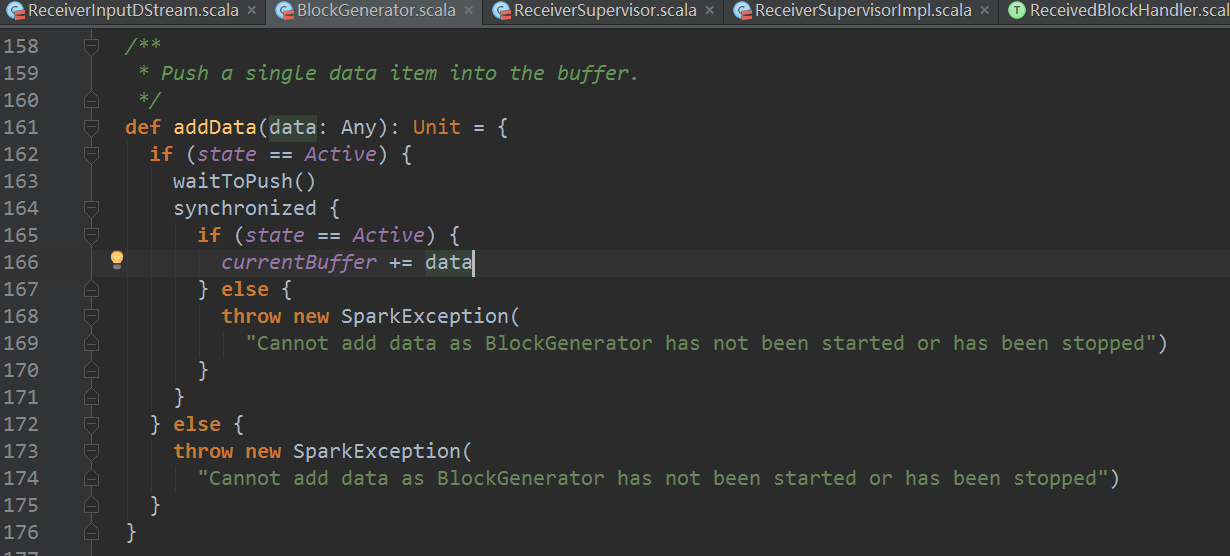 ReceiverInputDStream.scala × BlockGenerator.scala × ReceiverSupervisor.scala × ReceiverSupervisorImpl.scala × T ReceivedBlockHandler.scal
158 /**
159 * Push a single data item into the buffer.
160 */
161 def addData(data: Any): Unit = {
162 if (state == Active) {
163 waitToPush()
164 synchronized {
165 if (state == Active) {
166 currentBuffer += data
167 } else {
168 throw new SparkException(
169 "Cannot add data as BlockGenerator has not been started or has been stopped")
170 }
171 }
172 } else {
173 throw new SparkException(
174 "Cannot add data as BlockGenerator has not been started or has been stopped")
175 }
176 }